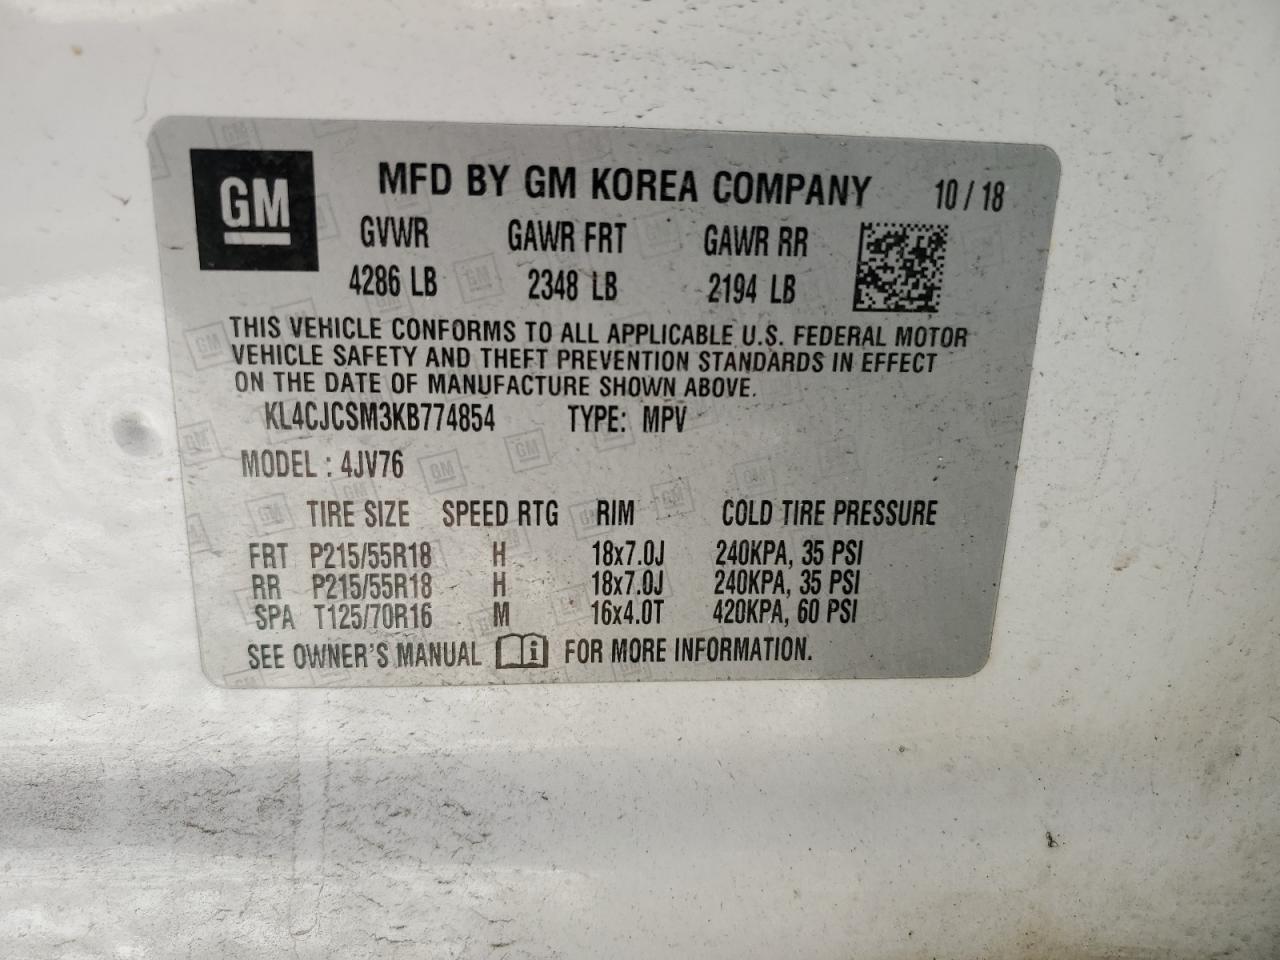 GM
MFD BY GM KOREA COMPANY 10 / 18
GVWR GAWR FRT GAWR RR
4286 LB 2348 LB 2194 LB
THIS VEHICLE CONFORMS TO ALL APPLICABLE U.S. FEDERAL MOTOR
VEHICLE SAFETY AND THEFT PREVENTION STANDARDS IN EFFECT
ON THE DATE OF MANUFACTURE SHOWN ABOVE.
KL4CJCSM3KB774854 TYPE: MPV
MODEL : 4JV76
TIRE SIZE SPEED RTG RIM COLD TIRE PRESSURE
FRT P215/55R18 H 18x7.0J 240KPA, 35 PSI
RR P215/55R18 H 18x7.0J 240KPA, 35 PSI
SPA T125/70R16 M 16x4.0T 420KPA, 60 PSI
SEE OWNER'S MANUAL i FOR MORE INFORMATION.